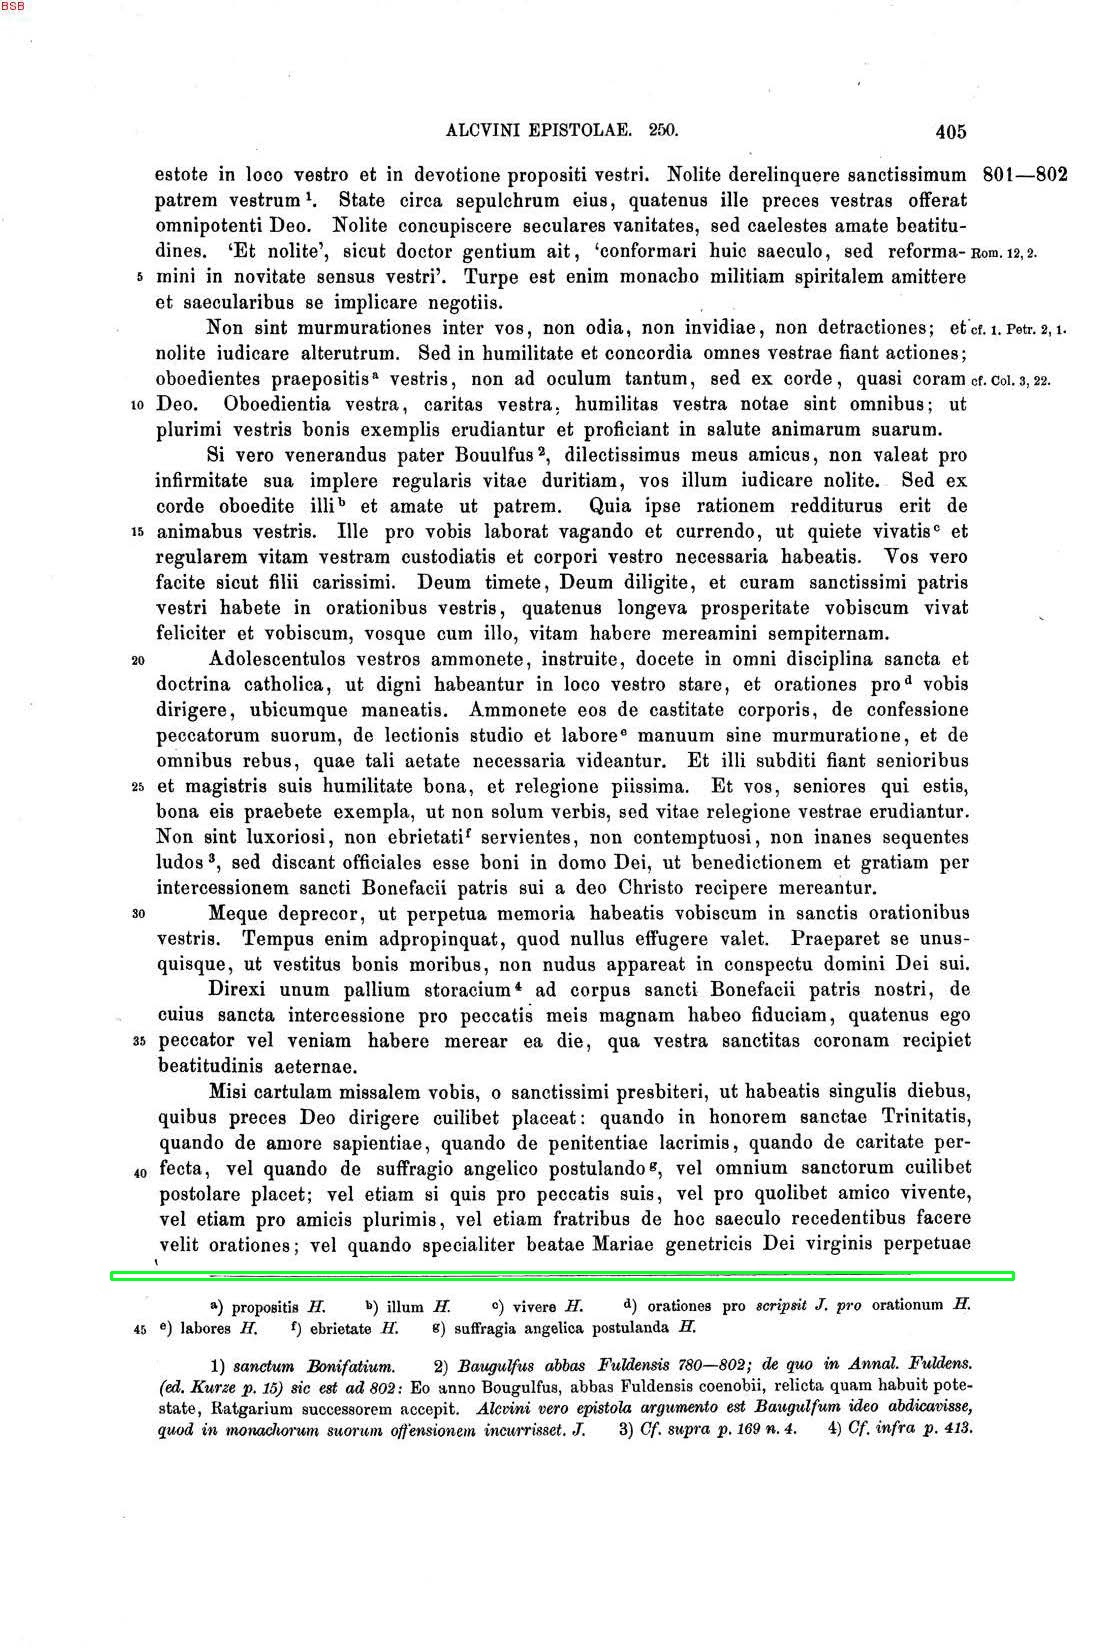 BSB
ALCVINI EPISTOLAE. 250. 405
estote in loco vestro et in devotione propositi vestri. Nolite derelinquere sanctissimum 801—802
patrem vestrum¹. State circa sepulchrum eius, quatenus ille preces vestras offerat
omnipotenti Deo. Nolite concupiscere seculares vanitates, sed caelestes amate beatitu-
dines. ‘Et nolite’, sicut doctor gentium ait, ‘conformari huic saeculo, sed reforma- Rom. 12, 2.
5 mini in novitate sensus vestri’. Turpe est enim monacho militiam spiritalem amittere
et saecularibus se implicare negotiis.
Non sint murmurationes inter vos, non odia, non invidiae, non detractiones; et cf. 1. Petr. 2, 1.
nolite iudicare alterutrum. Sed in humilitate et concordia omnes vestrae fiant actiones;
oboedientes praepositisᵃ vestris, non ad oculum tantum, sed ex corde, quasi coram cf. Col. 3, 22.
10 Deo. Oboedientia vestra, caritas vestra, humilitas vestra notae sint omnibus; ut
plurimi vestris bonis exemplis erudiantur et proficiant in salute animarum suarum.
Si vero venerandus pater Bouulfus², dilectissimus meus amicus, non valeat pro
infirmitate sua implere regularis vitae duritiam, vos illum iudicare nolite. Sed ex
corde oboedite illiᵇ et amate ut patrem. Quia ipse rationem redditurus erit de
15 animabus vestris. Ille pro vobis laborat vagando et currendo, ut quiete vivatisᶜ et
regularem vitam vestram custodiatis et corpori vestro necessaria habeatis. Vos vero
facite sicut filii carissimi. Deum timete, Deum diligite, et curam sanctissimi patris
vestri habete in orationibus vestris, quatenus longeva prosperitate vobiscum vivat
feliciter et vobiscum, vosque cum illo, vitam habere mereamini sempiternam.
20 Adolescentulos vestros ammonete, instruite, docete in omni disciplina sancta et
doctrina catholica, ut digni habeantur in loco vestro stare, et orationes proᵈ vobis
dirigere, ubicumque maneatis. Ammonete eos de castitate corporis, de confessione
peccatorum suorum, de lectionis studio et laboreᵉ manuum sine murmuratione, et de
omnibus rebus, quae tali aetate necessaria videantur. Et illi subditi fiant senioribus
25 et magistris suis humilitate bona, et relegione piissima. Et vos, seniores qui estis,
bona eis praebete exempla, ut non solum verbis, sed vitae relegione vestrae erudiantur.
Non sint luxoriosi, non ebrietatiᶠ servientes, non contemptuosi, non inanes sequentes
ludos³, sed discant officiales esse boni in domo Dei, ut benedictionem et gratiam per
intercessionem sancti Bonefacii patris sui a deo Christo recipere mereantur.
30 Meque deprecor, ut perpetua memoria habeatis vobiscum in sanctis orationibus
vestris. Tempus enim adpropinquat, quod nullus effugere valet. Praeparet se unus-
quisque, ut vestitus bonis moribus, non nudus appareat in conspectu domini Dei sui.
Direxi unum pallium storacium⁴ ad corpus sancti Bonefacii patris nostri, de
cuius sancta intercessione pro peccatis meis magnam habeo fiduciam, quatenus ego
35 peccator vel veniam habere merear ea die, qua vestra sanctitas coronam recipiet
beatitudinis aeternae.
Misi cartulam missalem vobis, o sanctissimi presbiteri, ut habeatis singulis diebus,
quibus preces Deo dirigere cuilibet placeat: quando in honorem sanctae Trinitatis,
quando de amore sapientiae, quando de penitentiae lacrimis, quando de caritate per-
40 fecta, vel quando de suffragio angelico postulandoᵍ, vel omnium sanctorum cuilibet
postolare placet; vel etiam si quis pro peccatis suis, vel pro quolibet amico vivente,
vel etiam pro amicis plurimis, vel etiam fratribus de hoc saeculo recedentibus facere
velit orationes; vel quando specialiter beatae Mariae genetricis Dei virginis perpetuae
ᵃ) propositis H. ᵇ) illum H. ᶜ) vivere H. ᵈ) orationes pro scripsit J. pro orationum H.
45 ᵉ) labores H. ᶠ) ebrietate H. ᵍ) suffragia angelica postulanda H.
1) sanctum Bonifatium. 2) Baugulfus abbas Fuldensis 780—802; de quo in Annal. Fuldens.
(ed. Kurze p. 15) sic est ad 802: Eo anno Bougulfus, abbas Fuldensis coenobii, relicta quam habuit pote-
state, Ratgarium successorem accepit. Alcvini vero epistola argumento est Baugulfum ideo abdicavisse,
quod in monachorum suorum offensionem incurrisset. J. 3) Cf. supra p. 169 n. 4. 4) Cf. infra p. 413.